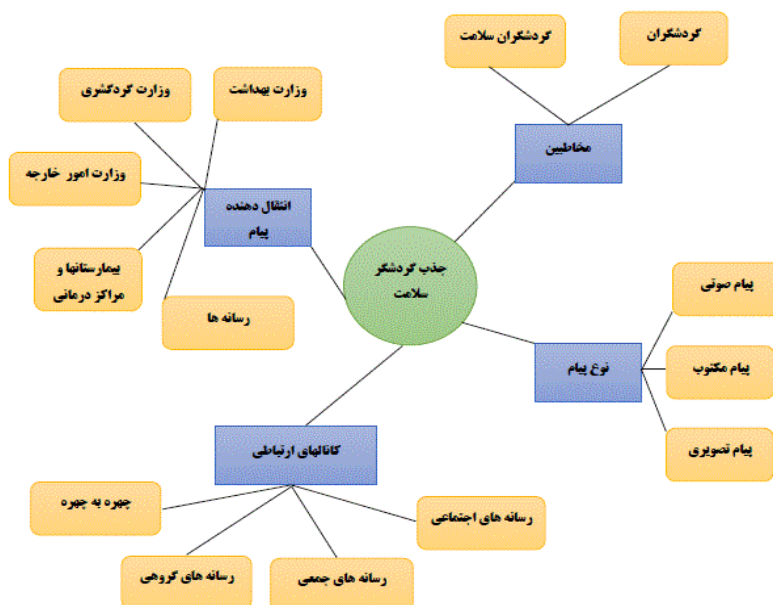 گردشگران
گردشگران سلامت
مخاطبین
وزارت بهداشت
وزارت گردگشری
وزارت امور خارجه
بیمارستانها و
مراکز درمانی
رسانه ها
انتقال دهنده
پیام
جذب گردشگر
سلامت
پیام صوتی
پیام مکتوب
پیام تصویری
نوع پیام
کانالهای ارتباطی
رسانه های اجتماعی
رسانه های جمعی
رسانه های گروهی
چهره به چهره